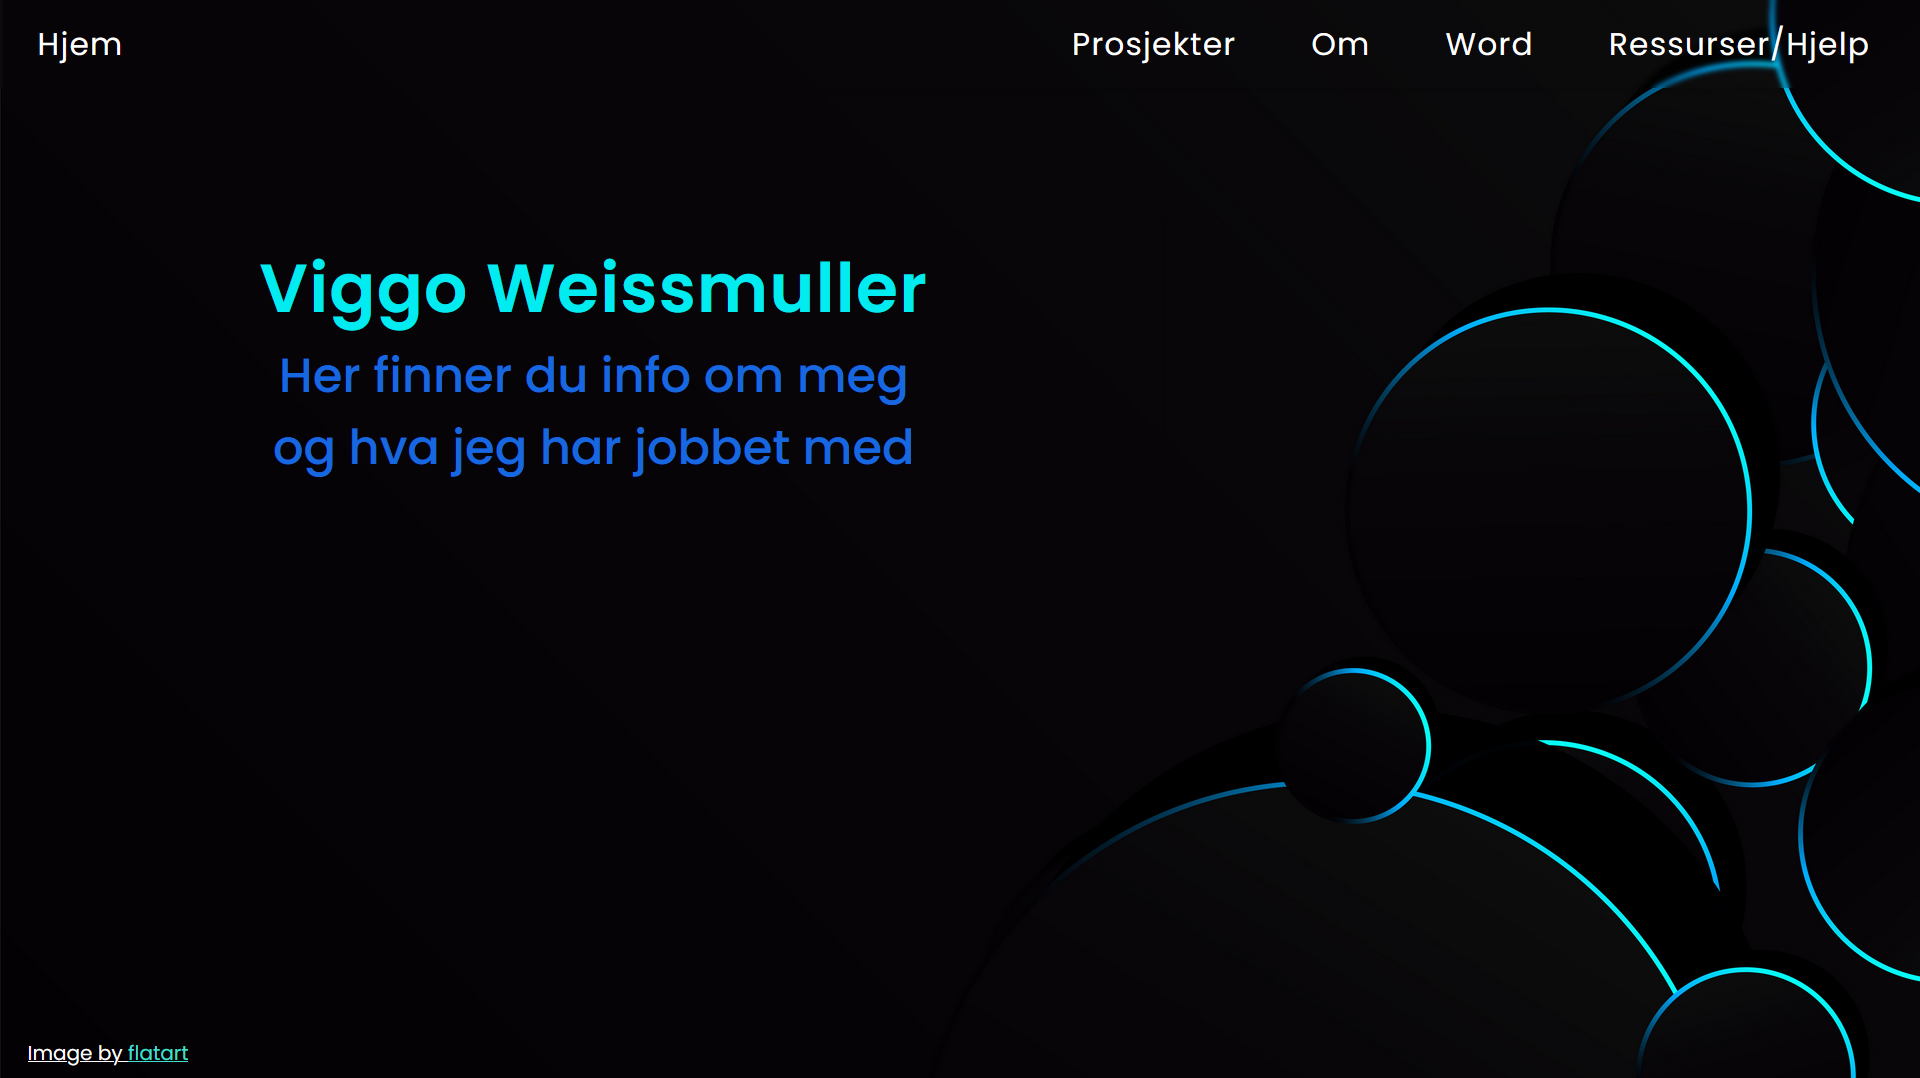 Hjem
Prosjekter
Om
Word
Ressurser/Hjelp
Viggo Weissmuller
Her finner du info om meg
og hva jeg har jobbet med
Image by flatart